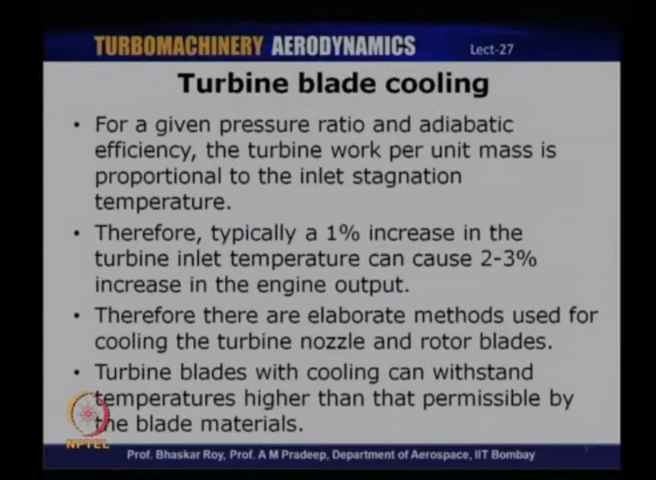 TURBOMACHINERY AERODYNAMICS Lect-27
Turbine blade cooling
• For a given pressure ratio and adiabatic
efficiency, the turbine work per unit mass is
proportional to the inlet stagnation
temperature.
• Therefore, typically a 1% increase in the
turbine inlet temperature can cause 2-3%
increase in the engine output.
• Therefore there are elaborate methods used for
cooling the turbine nozzle and rotor blades.
• Turbine blades with cooling can withstand
temperatures higher than that permissible by
the blade materials.
NPTEL
Prof. Bhaskar Roy, Prof. A M Pradeep, Department of Aerospace, IIT Bombay